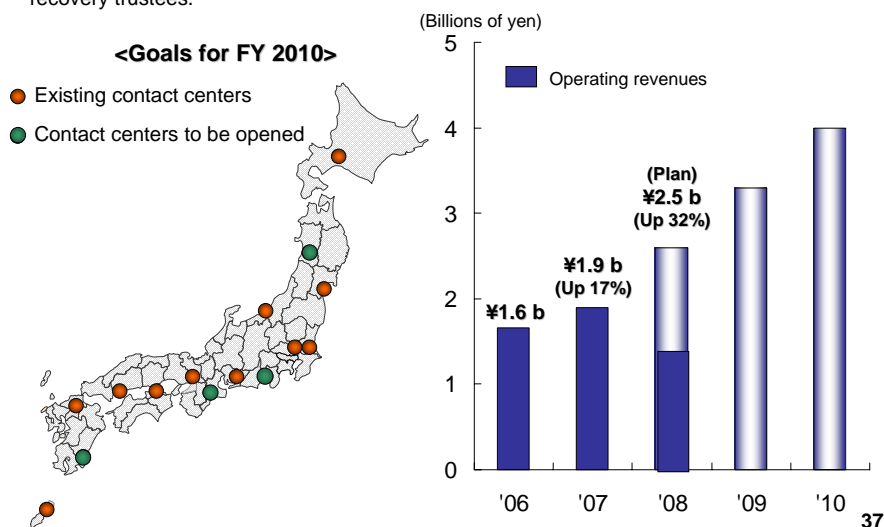 recovery trustees.
<Goals for FY 2010>
Existing contact centers
Contact centers to be opened
(Billions of yen)
5
4
3
2
1
0
Operating revenues
¥1.6 b
¥1.9 b
(Up 17%)
(Plan)
¥2.5 b
(Up 32%)
'06
'07
'08
'09
'10
37